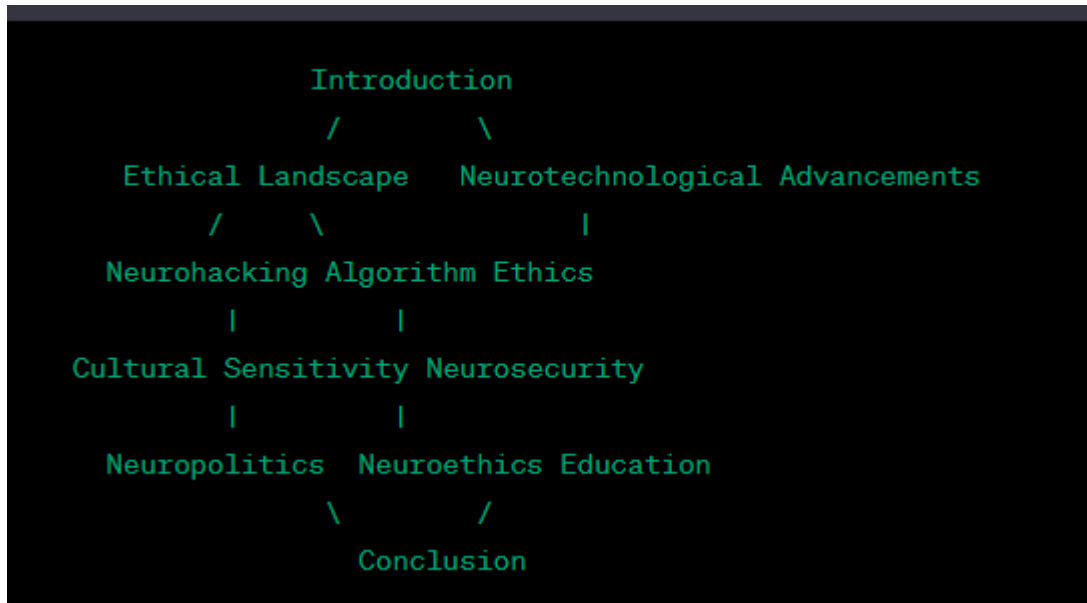 Introduction
/ \
Ethical Landscape Neurotechnological Advancements
/ \ |
Neurohacking Algorithm Ethics
| |
Cultural Sensitivity Neurosecurity
| |
Neuropolitics Neuroethics Education
\ /
Conclusion